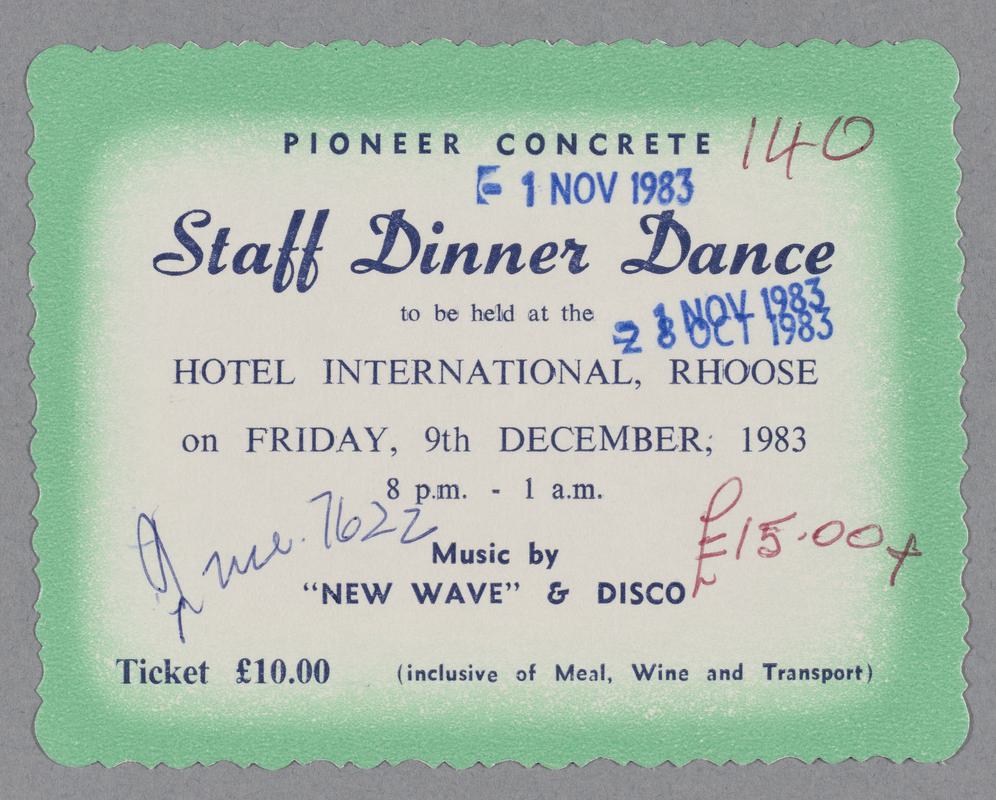 PIONEER CONCRETE 140
1 NOV 1983
Staff Dinner Dance
to be held at the
1 NOV 1983
28 OCT 1983
HOTEL INTERNATIONAL, RHOOSE
on FRIDAY, 9th DECEMBER, 1983
8 p.m. - 1 a.m.
7622
£15.00
Music by
"NEW WAVE" & DISCO
Ticket £10.00 (inclusive of Meal, Wine and Transport)